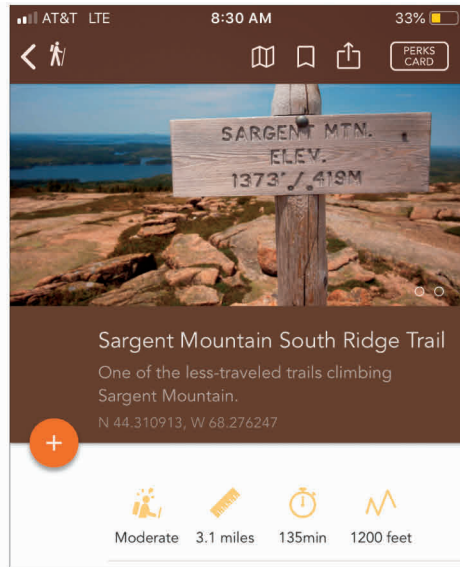 AT&T LTE 8:30 AM 33%
PERKS
CARD
SARGENT MTN.
ELEV.
1373'/419M
Sargent Mountain South Ridge Trail
One of the less-traveled trails climbing
Sargent Mountain.
N 44.310913, W 68.276247
+
Moderate 3.1 miles 135min 1200 feet